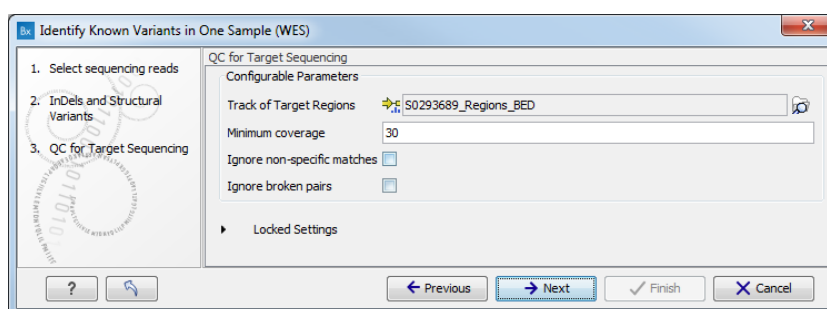 Bx Identify Known Variants in One Sample (WES)
1. Select sequencing reads
2. InDels and Structural
Variants
3. QC for Target Sequencing
QC for Target Sequencing
Configurable Parameters
Track of Target Regions S0293689_Regions_BED
Minimum coverage 30
Ignore non-specific matches
Ignore broken pairs
Locked Settings
? Previous Next Finish Cancel